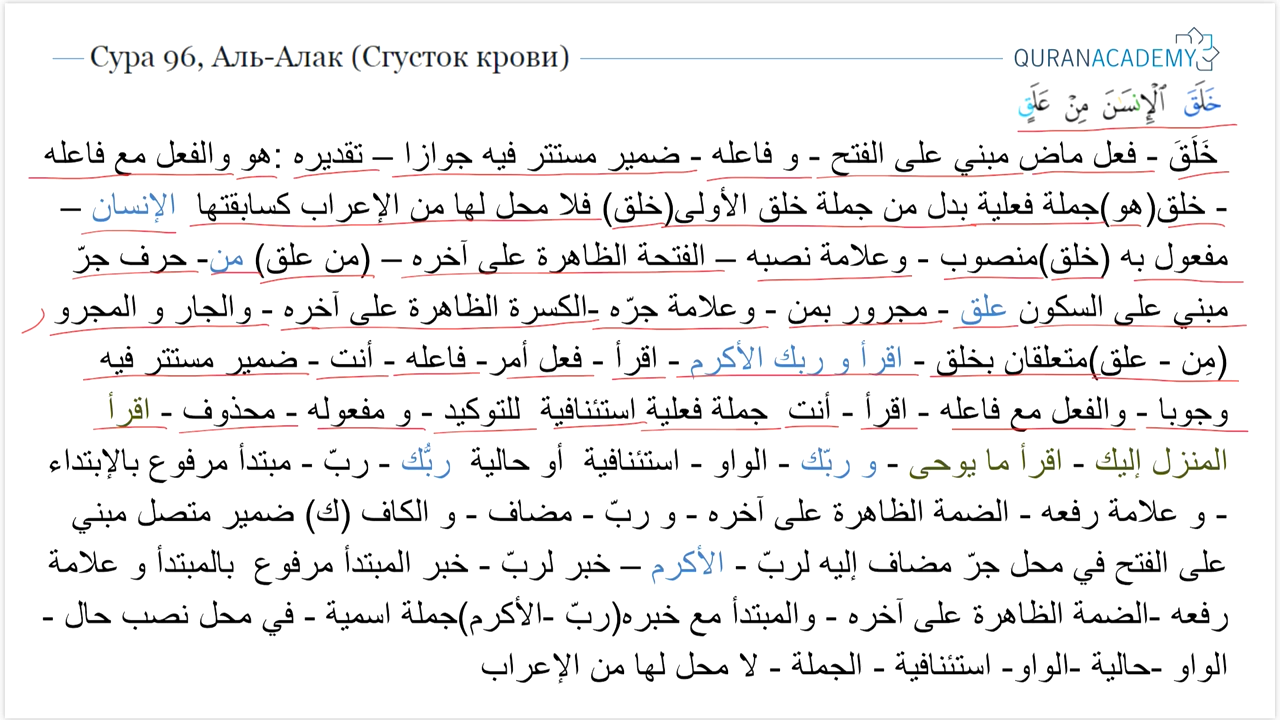 Сура 96, Аль-Алак (Сгусток крови)
QURANACADEMY
خَلَقَ ٱلْإِنسَـٰنَ مِنْ عَلَقٍ
خَلَقَ - فعل ماض مبني على الفتح - و فاعله - ضمير مستتر فيه جوازا – تقديره :هو والفعل مع فاعله
- خلق(هو)جملة فعلية بدل من جملة خلق الأولى(خلق) فلا محل لها من الإعراب كسابقتها الإنسان –
مفعول به (خلق)منصوب - وعلامة نصبه – الفتحة الظاهرة على آخره – (من علق) من- حرف جرّ
مبني على السكون علق - مجرور بمن - وعلامة جرّه -الكسرة الظاهرة على آخره - والجار و المجرو ر
(مِن - علق)متعلقان بخلق - اقرأ و ربك الأكرم - اقرأ - فعل أمر- فاعله - أنت - ضمير مستتر فيه
وجوبا - والفعل مع فاعله - اقرأ - أنت جملة فعلية استئنافية للتوكيد - و مفعوله - محذوف - اقرأ
المنزل إليك - اقرأ ما يوحى - و ربّك - الواو - استئنافية أو حالية ربُّك - ربّ - مبتدأ مرفوع بالإبتداء
- و علامة رفعه - الضمة الظاهرة على آخره - و ربّ - مضاف - و الكاف (ك) ضمير متصل مبني
على الفتح في محل جرّ مضاف إليه لربّ - الأكرم – خبر لربّ - خبر المبتدأ مرفوع بالمبتدأ و علامة
رفعه -الضمة الظاهرة على آخره - والمبتدأ مع خبره(ربّ -الأكرم)جملة اسمية - في محل نصب حال -
الواو -حالية -الواو- استئنافية - الجملة - لا محل لها من الإعراب